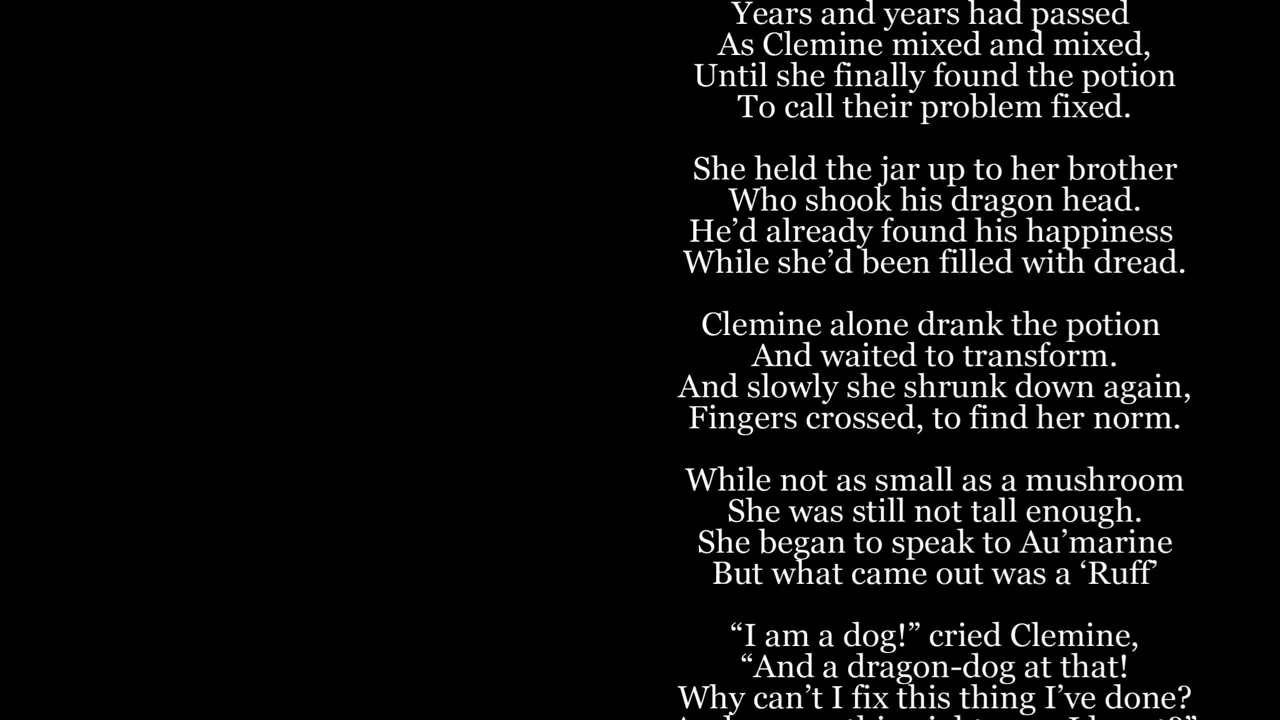 Years and years had passed
As Clemine mixed and mixed,
Until she finally found the potion
To call their problem fixed.

She held the jar up to her brother
Who shook his dragon head.
He’d already found his happiness
While she’d been filled with dread.

Clemine alone drank the potion
And waited to transform.
And slowly she shrunk down again,
Fingers crossed, to find her norm.

While not as small as a mushroom
She was still not tall enough.
She began to speak to Au’marine
But what came out was a ‘Ruff’

“I am a dog!” cried Clemine,
“And a dragon-dog at that!
Why can’t I fix this thing I’ve done?